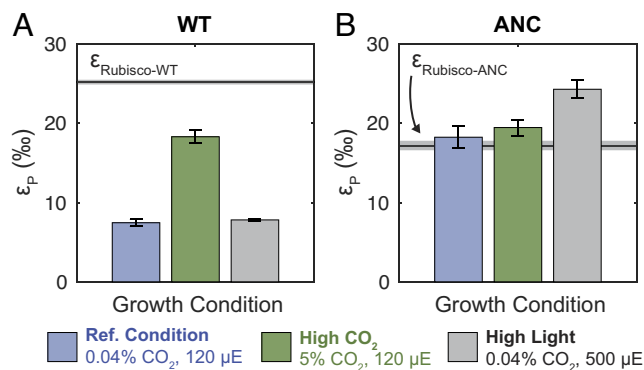 A
WT
30
20
10
0
εP (‰)
εRubisco-WT
Growth Condition
B
ANC
30
20
10
0
εP (‰)
εRubisco-ANC
Growth Condition
Ref. Condition
0.04% CO2, 120 µE
High CO2
5% CO2, 120 µE
High Light
0.04% CO2, 500 µE